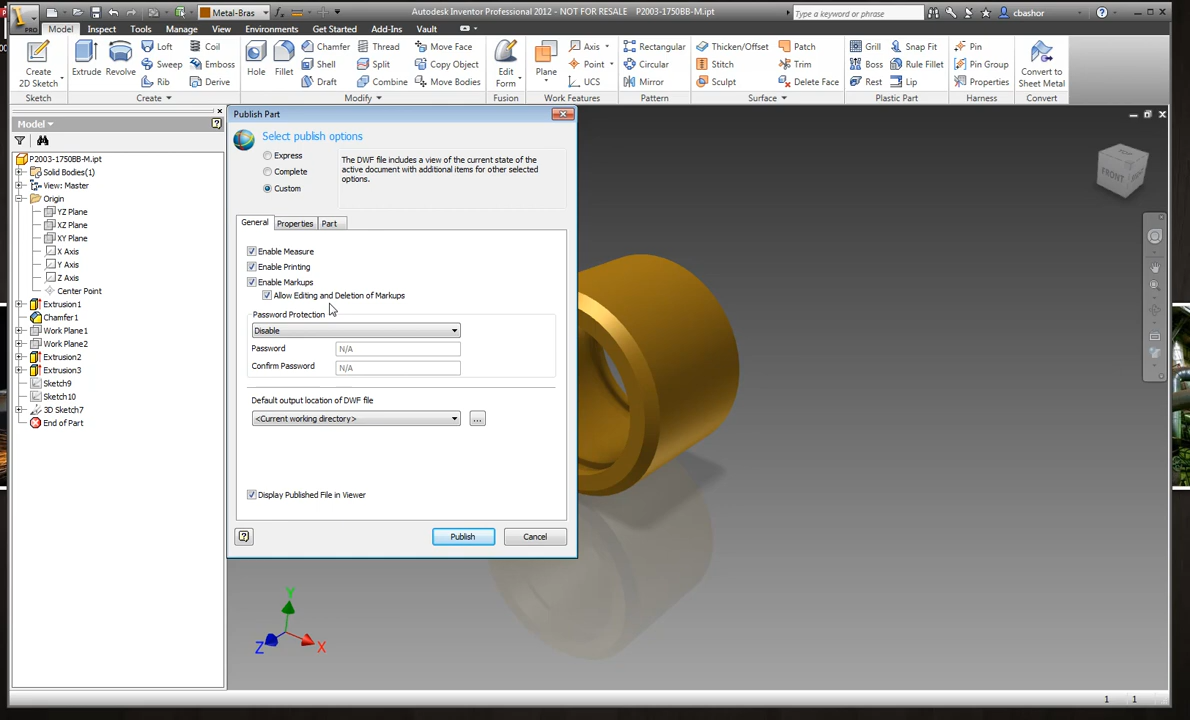 PRO
Metal-Bras
Autodesk Inventor Professional 2012 - NOT FOR RESALE P2003-1750BB-M.ipt
Type a keyword or phrase
cbashor
Model Inspect Tools Manage View Environments Get Started Add-Ins Vault
Create 2D Sketch
Extrude
Revolve
Loft
Sweep
Rib
Coil
Emboss
Derive
Hole
Fillet
Chamfer
Shell
Draft
Thread
Split
Combine
Move Face
Copy Object
Move Bodies
Edit Form
Plane
Axis
Point
UCS
Rectangular
Circular
Mirror
Thicken/Offset
Stitch
Sculpt
Patch
Trim
Delete Face
Grill
Boss
Rest
Snap Fit
Rule Fillet
Lip
Pin
Pin Group
Properties
Convert to Sheet Metal
Sketch Create Modify Fusion Work Features Pattern Surface Plastic Part Harness Convert
Model
P2003-1750BB-M.ipt
Solid Bodies(1)
View: Master
Origin
YZ Plane
XZ Plane
XY Plane
X Axis
Y Axis
Z Axis
Center Point
Extrusion1
Chamfer1
Work Plane1
Work Plane2
Extrusion2
Extrusion3
Sketch9
Sketch10
3D Sketch7
End of Part
Publish Part
Select publish options
Express
Complete
Custom
The DWF file includes a view of the current state of the
active document with additional items for other selected
options.
General Properties Part
Enable Measure
Enable Printing
Enable Markups
Allow Editing and Deletion of Markups
Password Protection
Disable
Password N/A
Confirm Password N/A
Default output location of DWF file
<Current working directory>
...
Display Published File in Viewer
Publish Cancel
FRONT
Y
Z
X
1 1